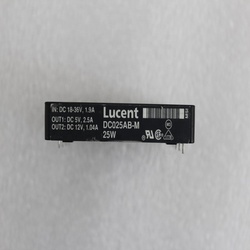 IN: DC 18-36V, 1.9A
OUT1: DC 5V, 2.5A
OUT2: DC 12V, 1.04A
Lucent
DC025AB-M
25W